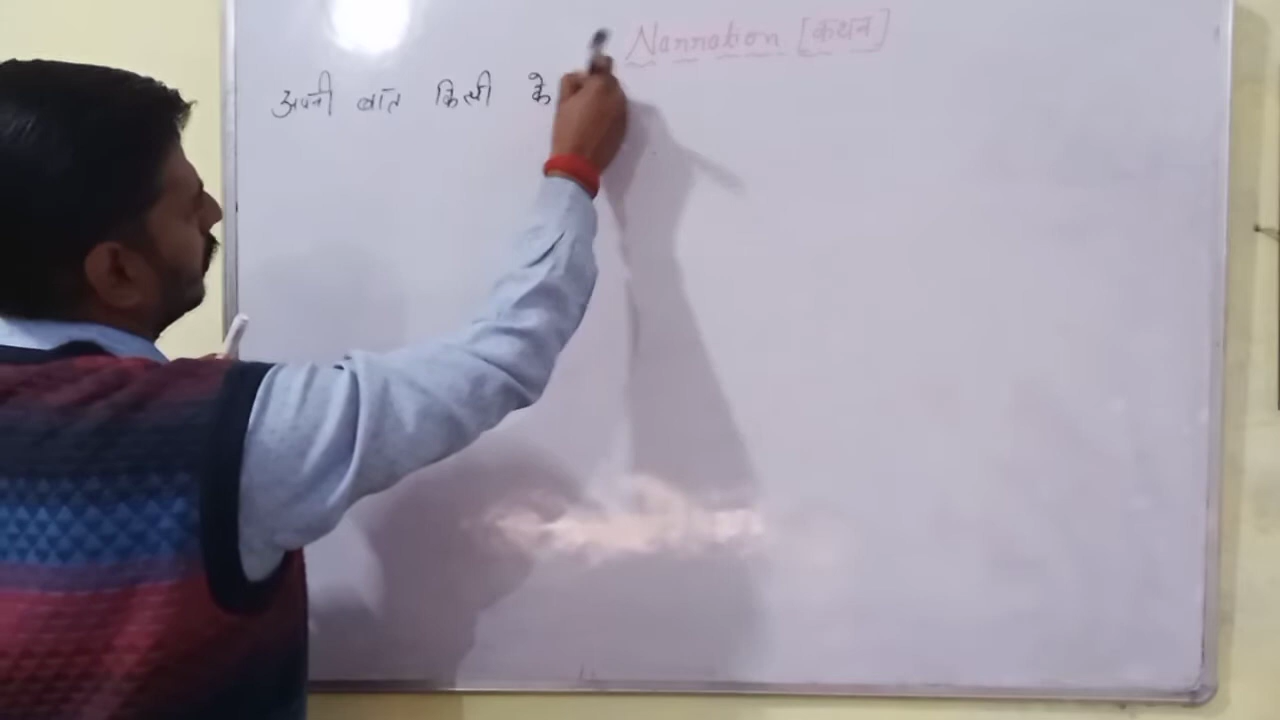 Narration [कथन]
अपनी बात किसी के